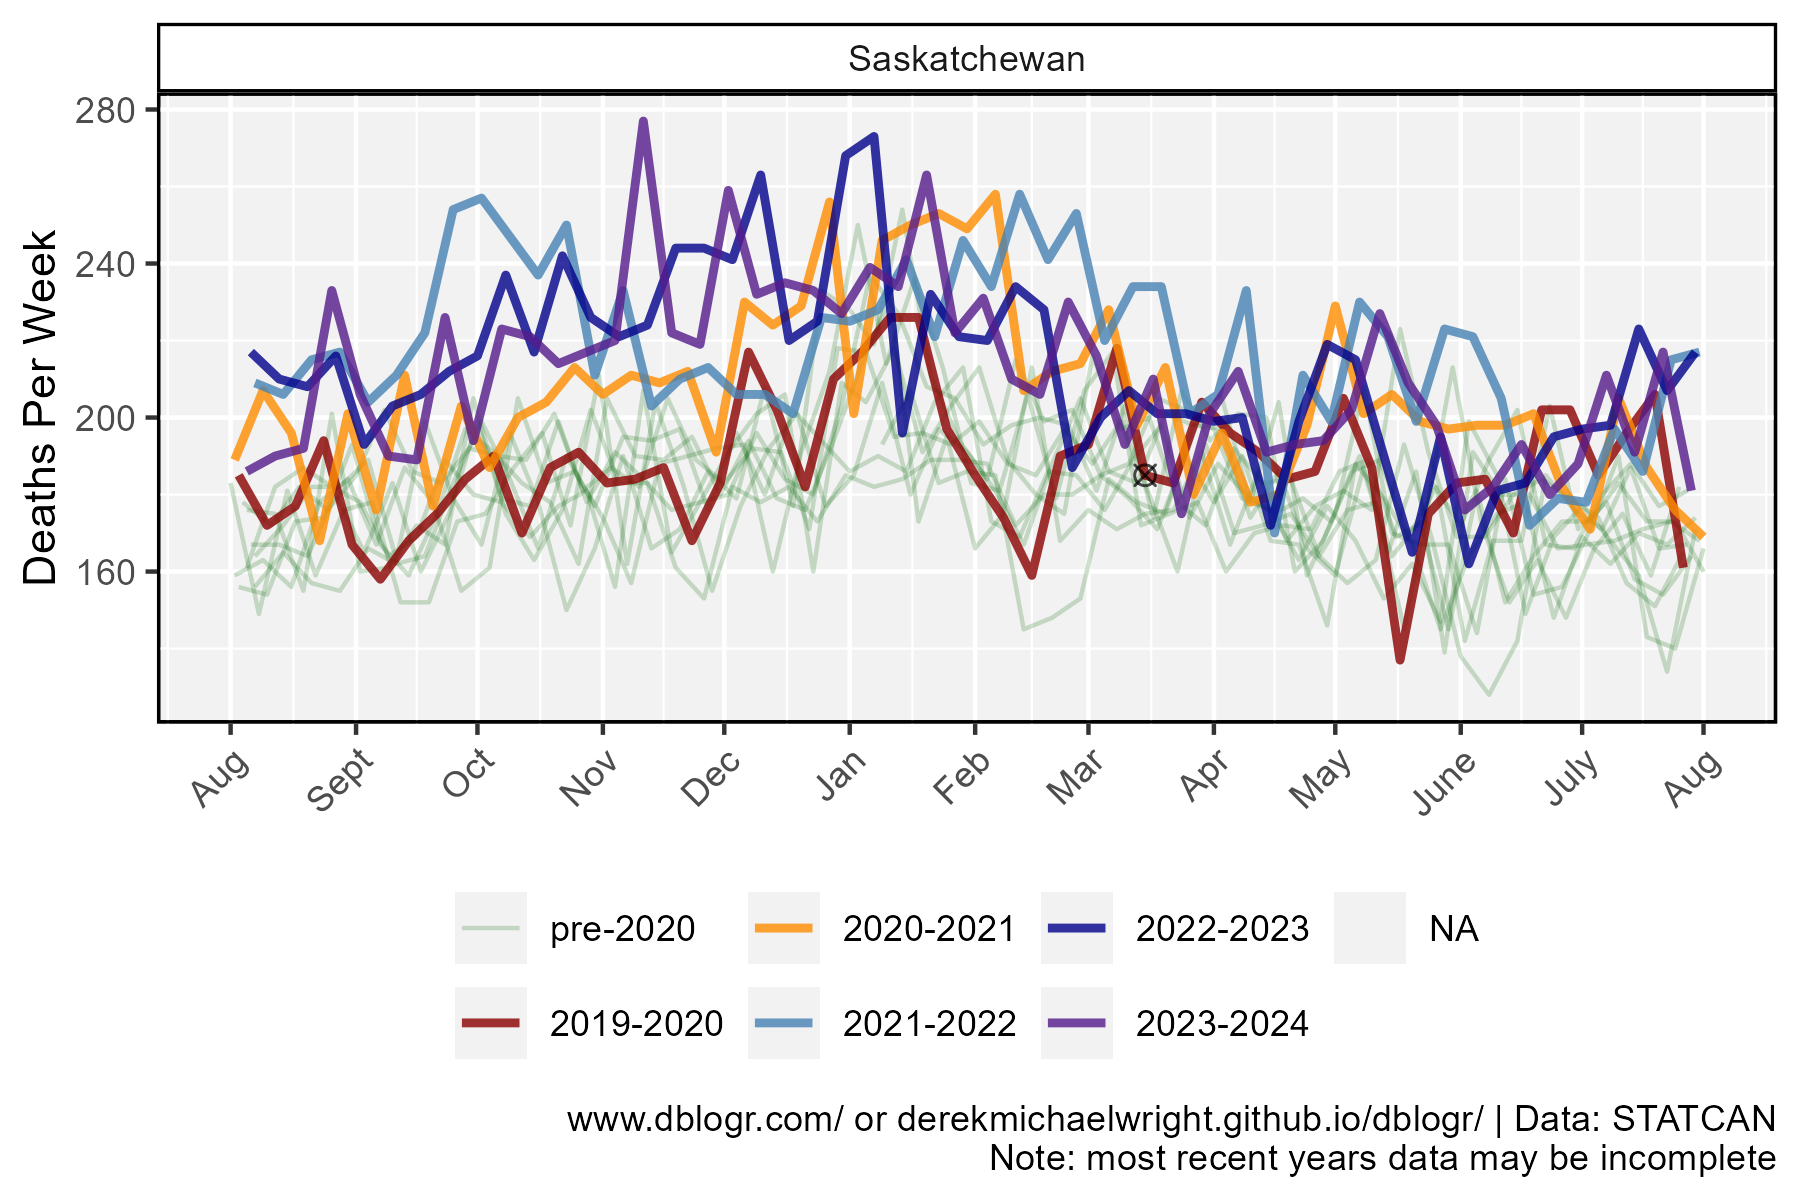 Saskatchewan
280
240
200
160
Deaths Per Week
Aug Sept Oct Nov Dec Jan Feb Mar Apr May June July Aug
pre-2020 2020-2021 2022-2023 NA
2019-2020 2021-2022 2023-2024
www.dblogr.com/ or derekmichaelwright.github.io/dblogr/ | Data: STATCAN
Note: most recent years data may be incomplete